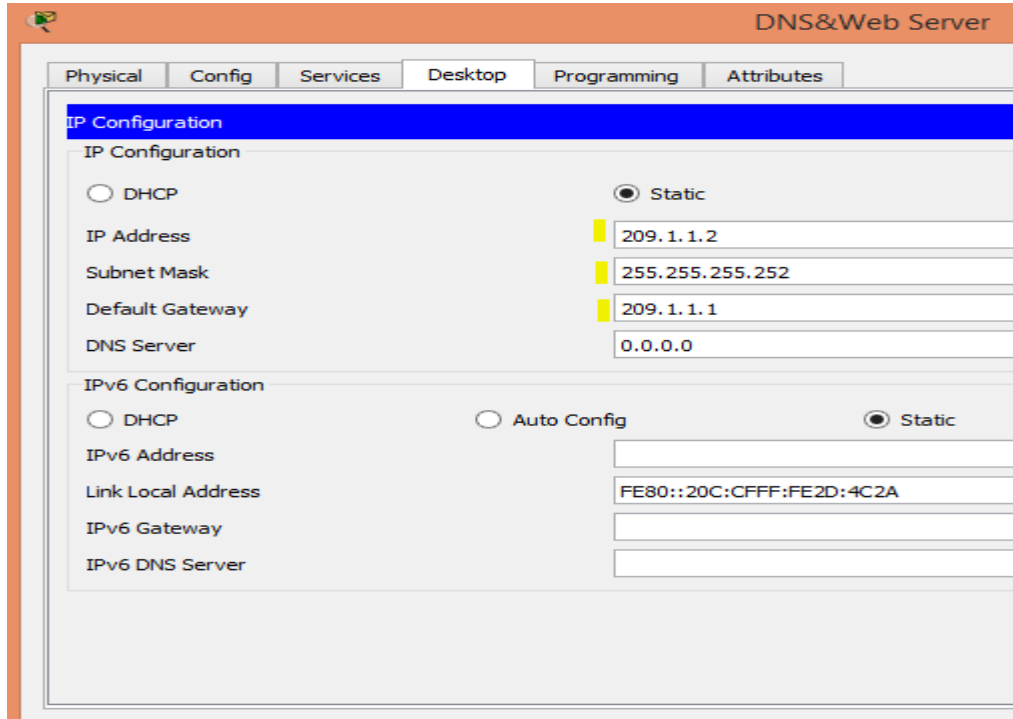 DNS&Web Server
Physical Config Services Desktop Programming Attributes
IP Configuration
IP Configuration
DHCP Static
IP Address 209.1.1.2
Subnet Mask 255.255.255.252
Default Gateway 209.1.1.1
DNS Server 0.0.0.0
IPv6 Configuration
DHCP Auto Config Static
IPv6 Address
Link Local Address FE80::20C:CFFF:FE2D:4C2A
IPv6 Gateway
IPv6 DNS Server